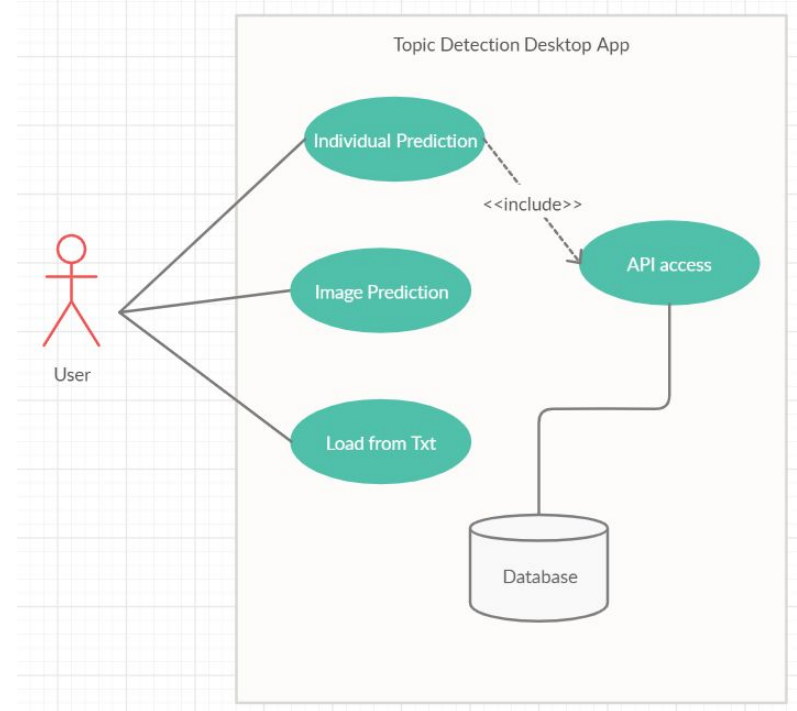 Topic Detection Desktop App
Individual Prediction
<<include>>
API access
Image Prediction
User
Load from Txt
Database